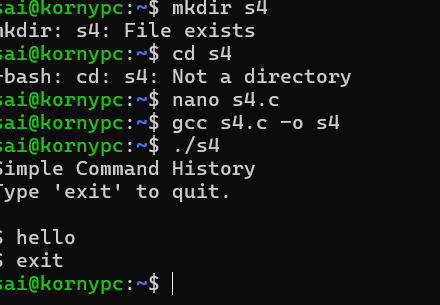 sai@kornypc:~$ mkdir s4
mkdir: s4: File exists
sai@kornypc:~$ cd s4
-bash: cd: s4: Not a directory
sai@kornypc:~$ nano s4.c
sai@kornypc:~$ gcc s4.c -o s4
sai@kornypc:~$ ./s4
Simple Command History
Type 'exit' to quit.
$ hello
$ exit
sai@kornypc:~$